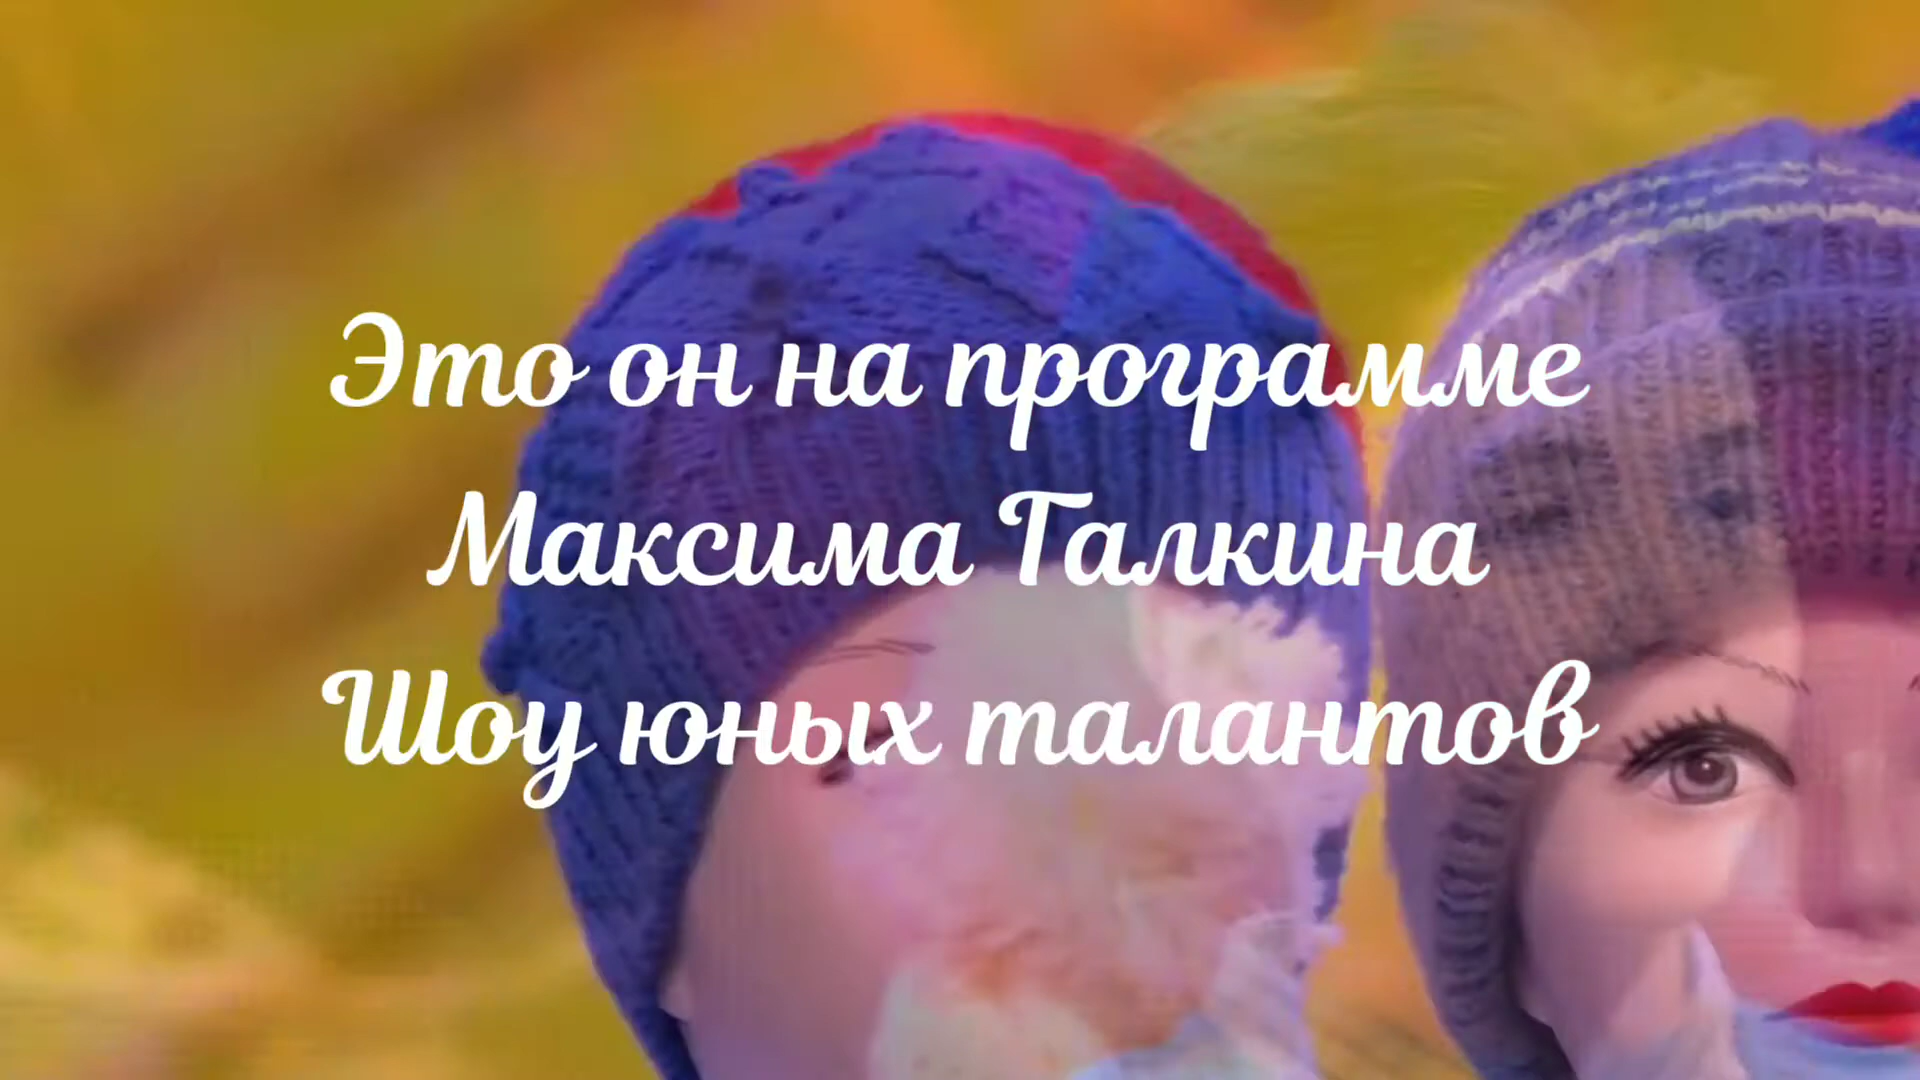 Это он на программе
Максима Галкина
Шоу юных талантов